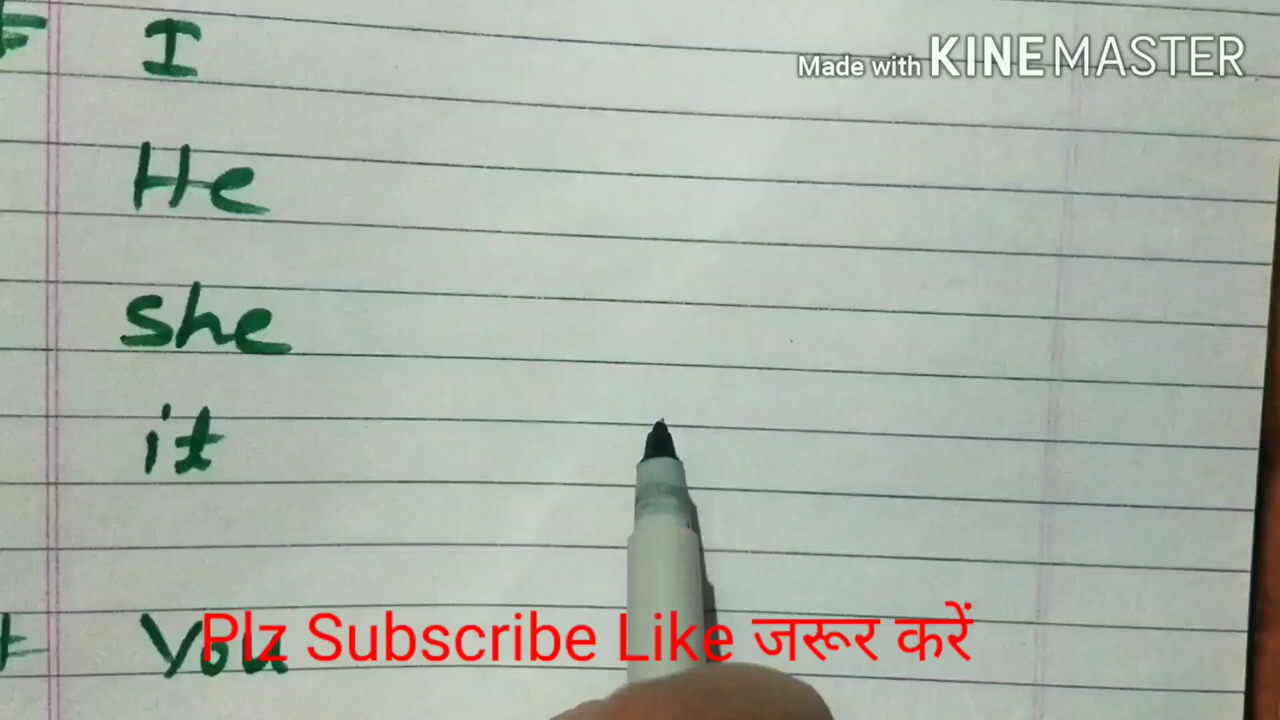 Made with KINEMASTER
I
He
she
it
You
Plz Subscribe Like जरूर करें